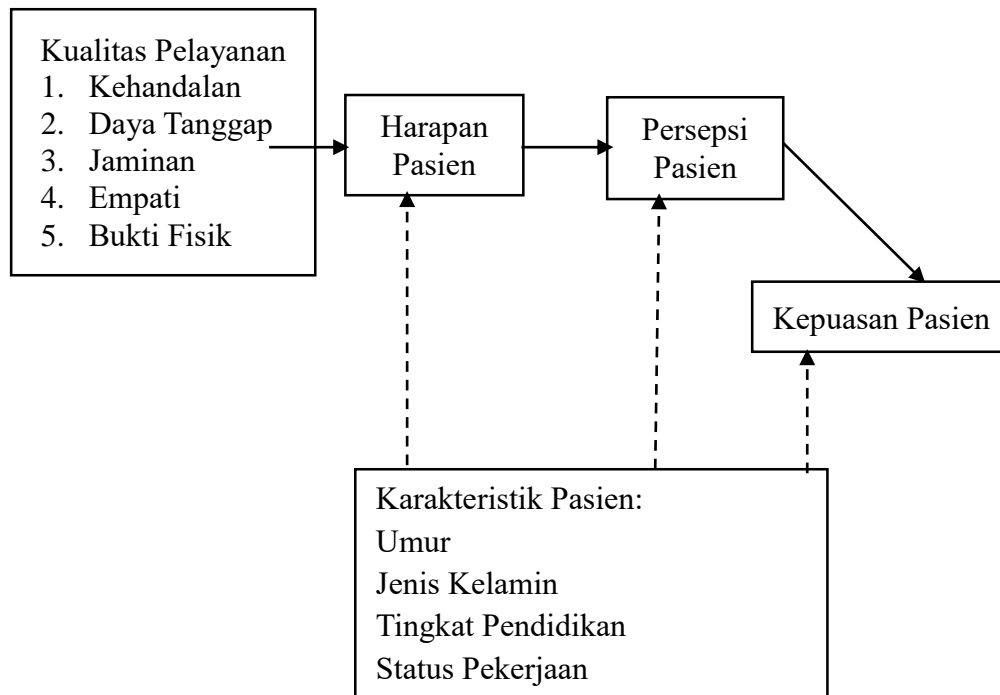 Kualitas Pelayanan
1. Kehandalan
2. Daya Tanggap
3. Jaminan
4. Empati
5. Bukti Fisik
Harapan
Pasien
Persepsi
Pasien
Kepuasan Pasien
Karakteristik Pasien:
Umur
Jenis Kelamin
Tingkat Pendidikan
Status Pekerjaan